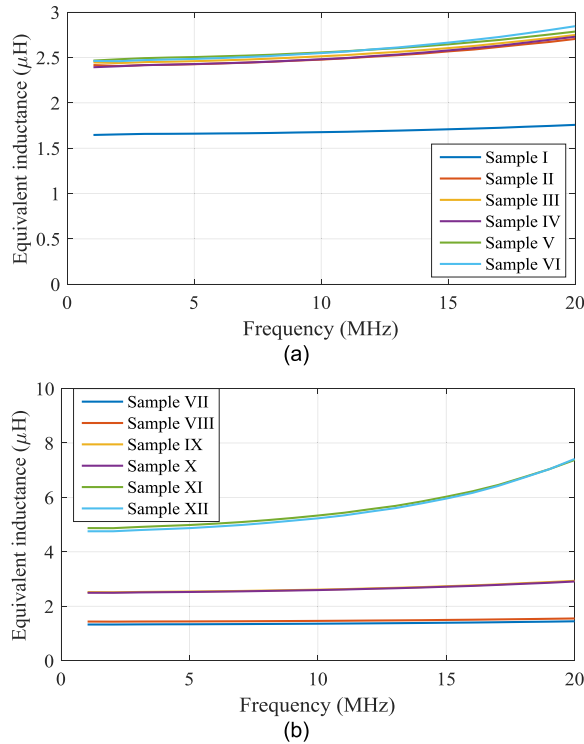 3
2.5
2
1.5
1
0.5
0
Equivalent inductance (μH)
Sample I
Sample II
Sample III
Sample IV
Sample V
Sample VI
0 5 10 15 20
Frequency (MHz)
(a)
10
8
6
4
2
0
Equivalent inductance (μH)
Sample VII
Sample VIII
Sample IX
Sample X
Sample XI
Sample XII
0 5 10 15 20
Frequency (MHz)
(b)